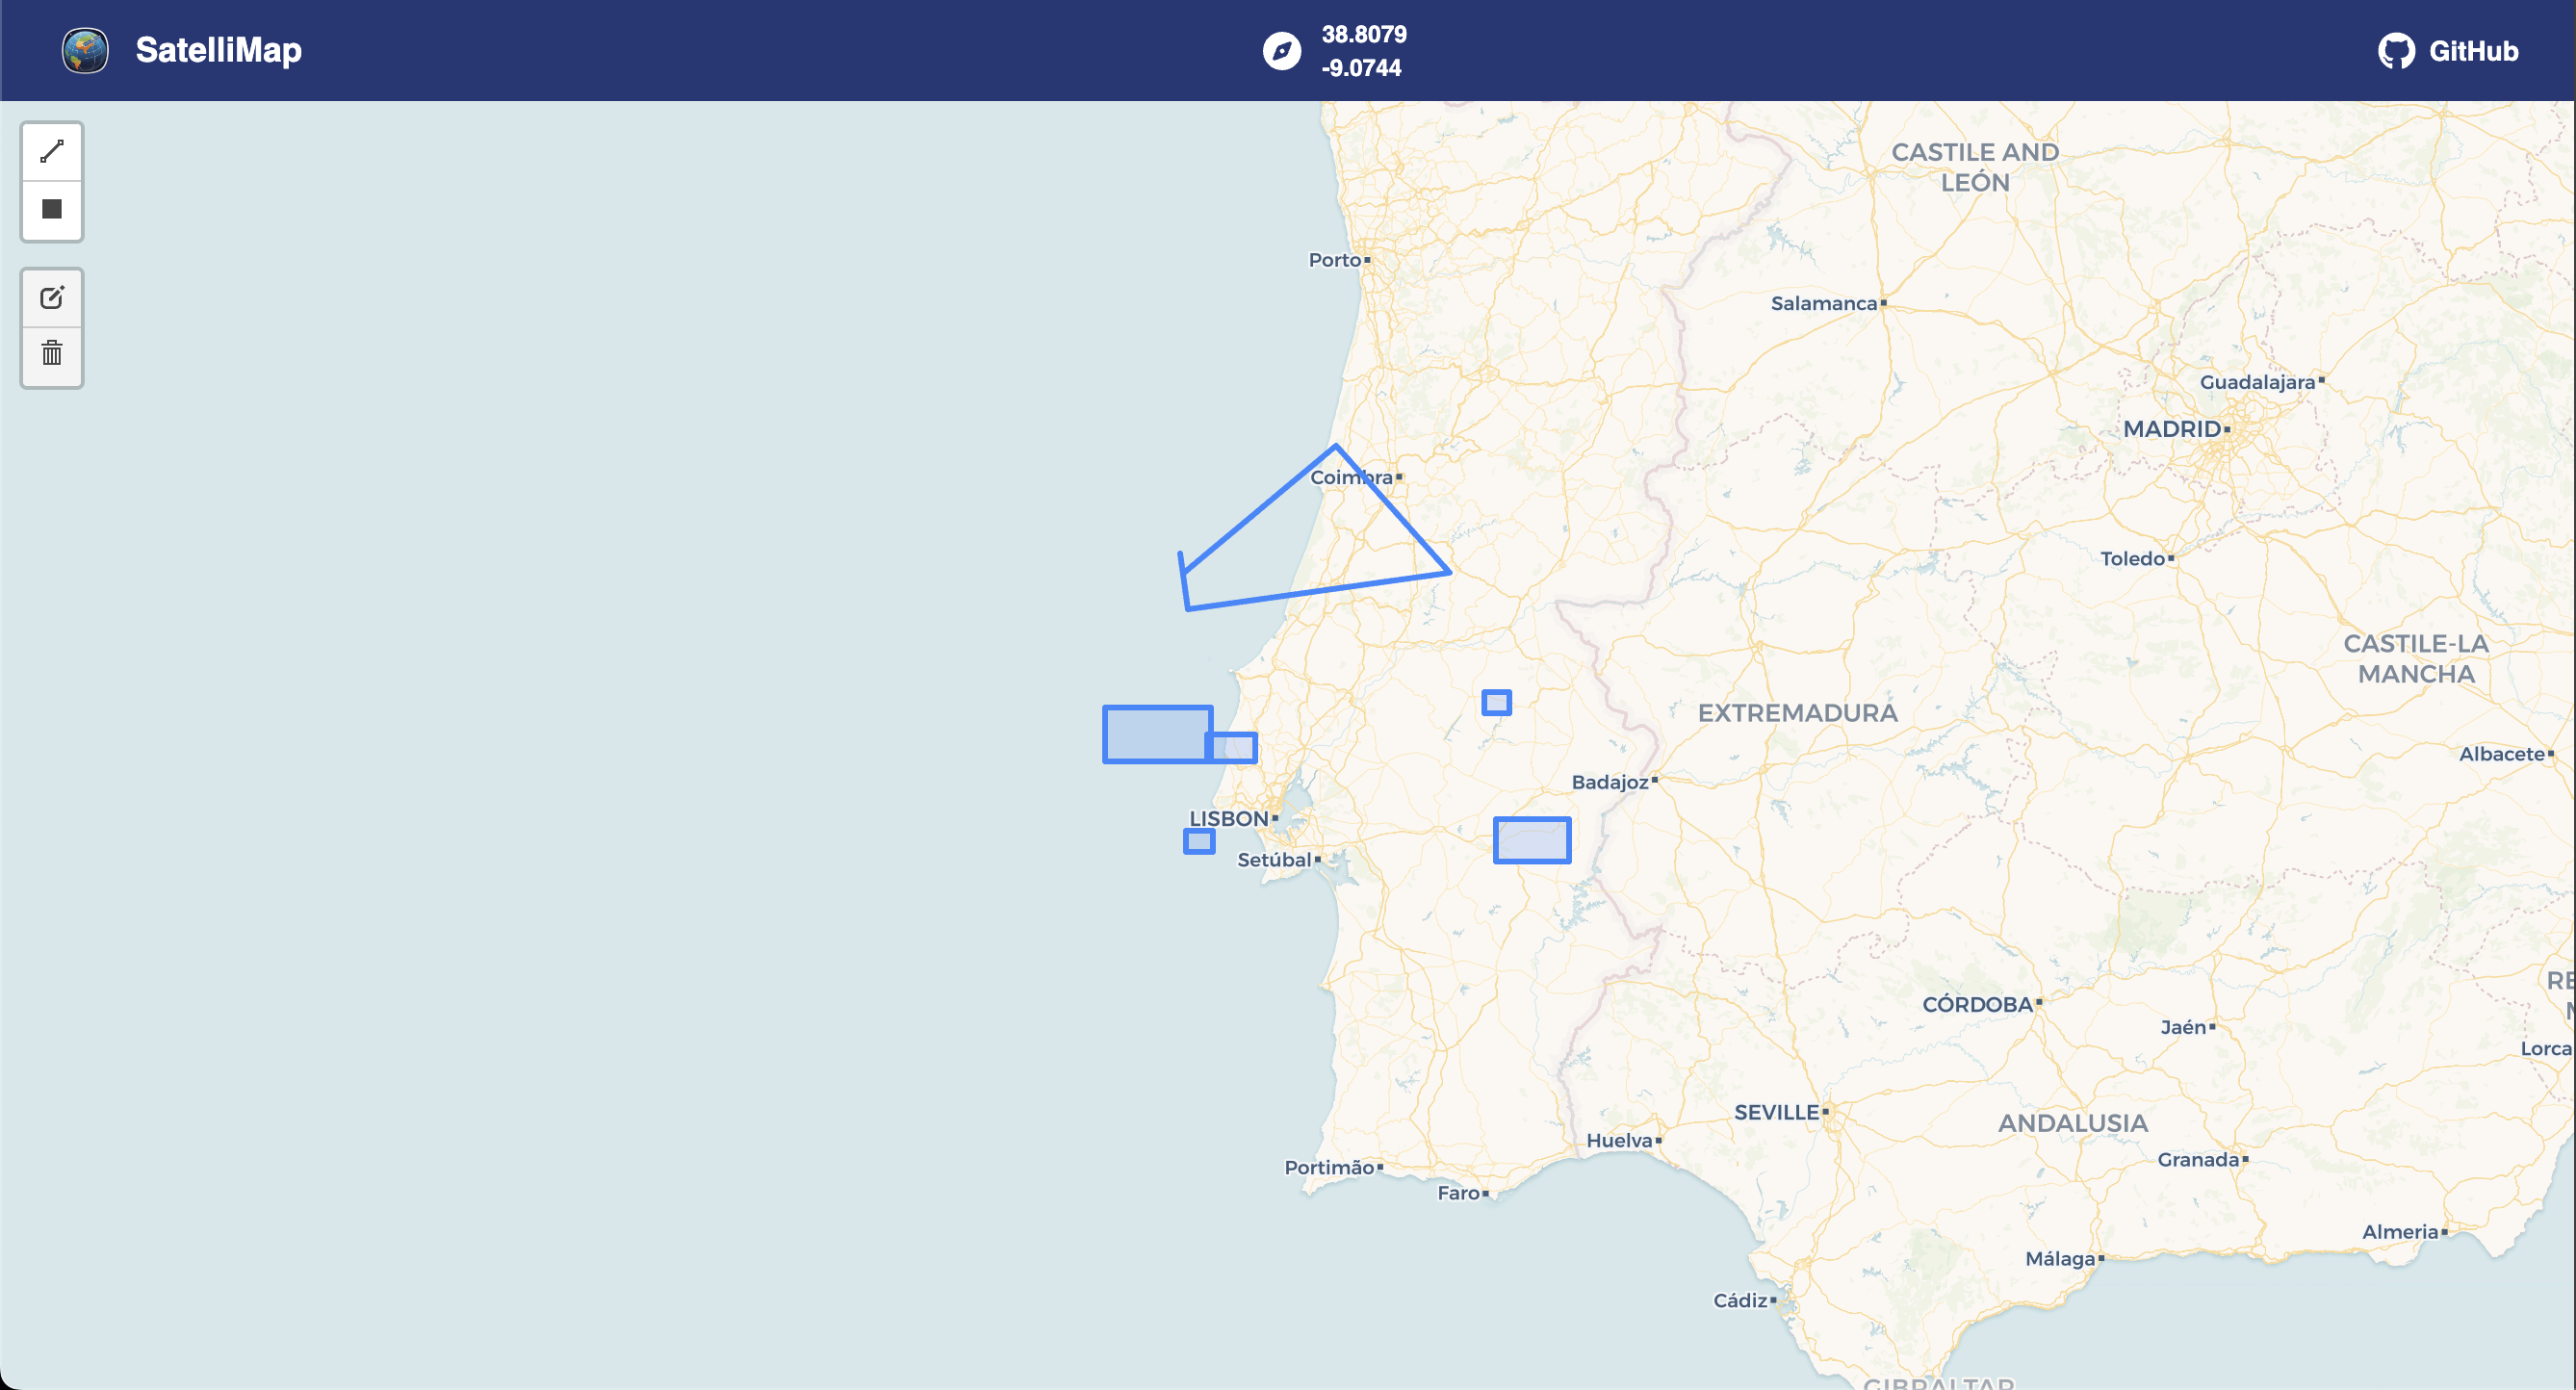 SatelliMap
38.8079
-9.0744
GitHub
CASTILE AND
LEÓN
Porto
Salamanca
Guadalajara
MADRID
Coimbra
Toledo
CASTILE-LA
MANCHA
EXTREMADURA
Albacete
Badajoz
LISBON
Setúbal
CÓRDOBA
Jaén
Lorca
SEVILLE
ANDALUSIA
Huelva
Granada
Portimão
Faro
Almeria
Málaga
Cádiz
GIBRALTAR